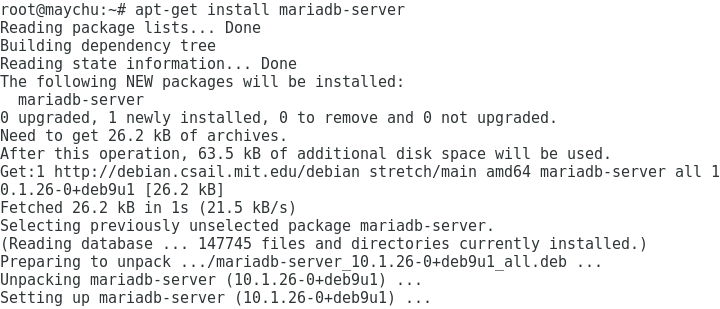 root@maychu:~# apt-get install mariadb-server
Reading package lists... Done
Building dependency tree
Reading state information... Done
The following NEW packages will be installed:
  mariadb-server
0 upgraded, 1 newly installed, 0 to remove and 0 not upgraded.
Need to get 26.2 kB of archives.
After this operation, 63.5 kB of additional disk space will be used.
Get:1 http://debian.csail.mit.edu/debian stretch/main amd64 mariadb-server all 1
0.1.26-0+deb9u1 [26.2 kB]
Fetched 26.2 kB in 1s (21.5 kB/s)
Selecting previously unselected package mariadb-server.
(Reading database ... 147745 files and directories currently installed.)
Preparing to unpack .../mariadb-server_10.1.26-0+deb9u1_all.deb ...
Unpacking mariadb-server (10.1.26-0+deb9u1) ...
Setting up mariadb-server (10.1.26-0+deb9u1) ...